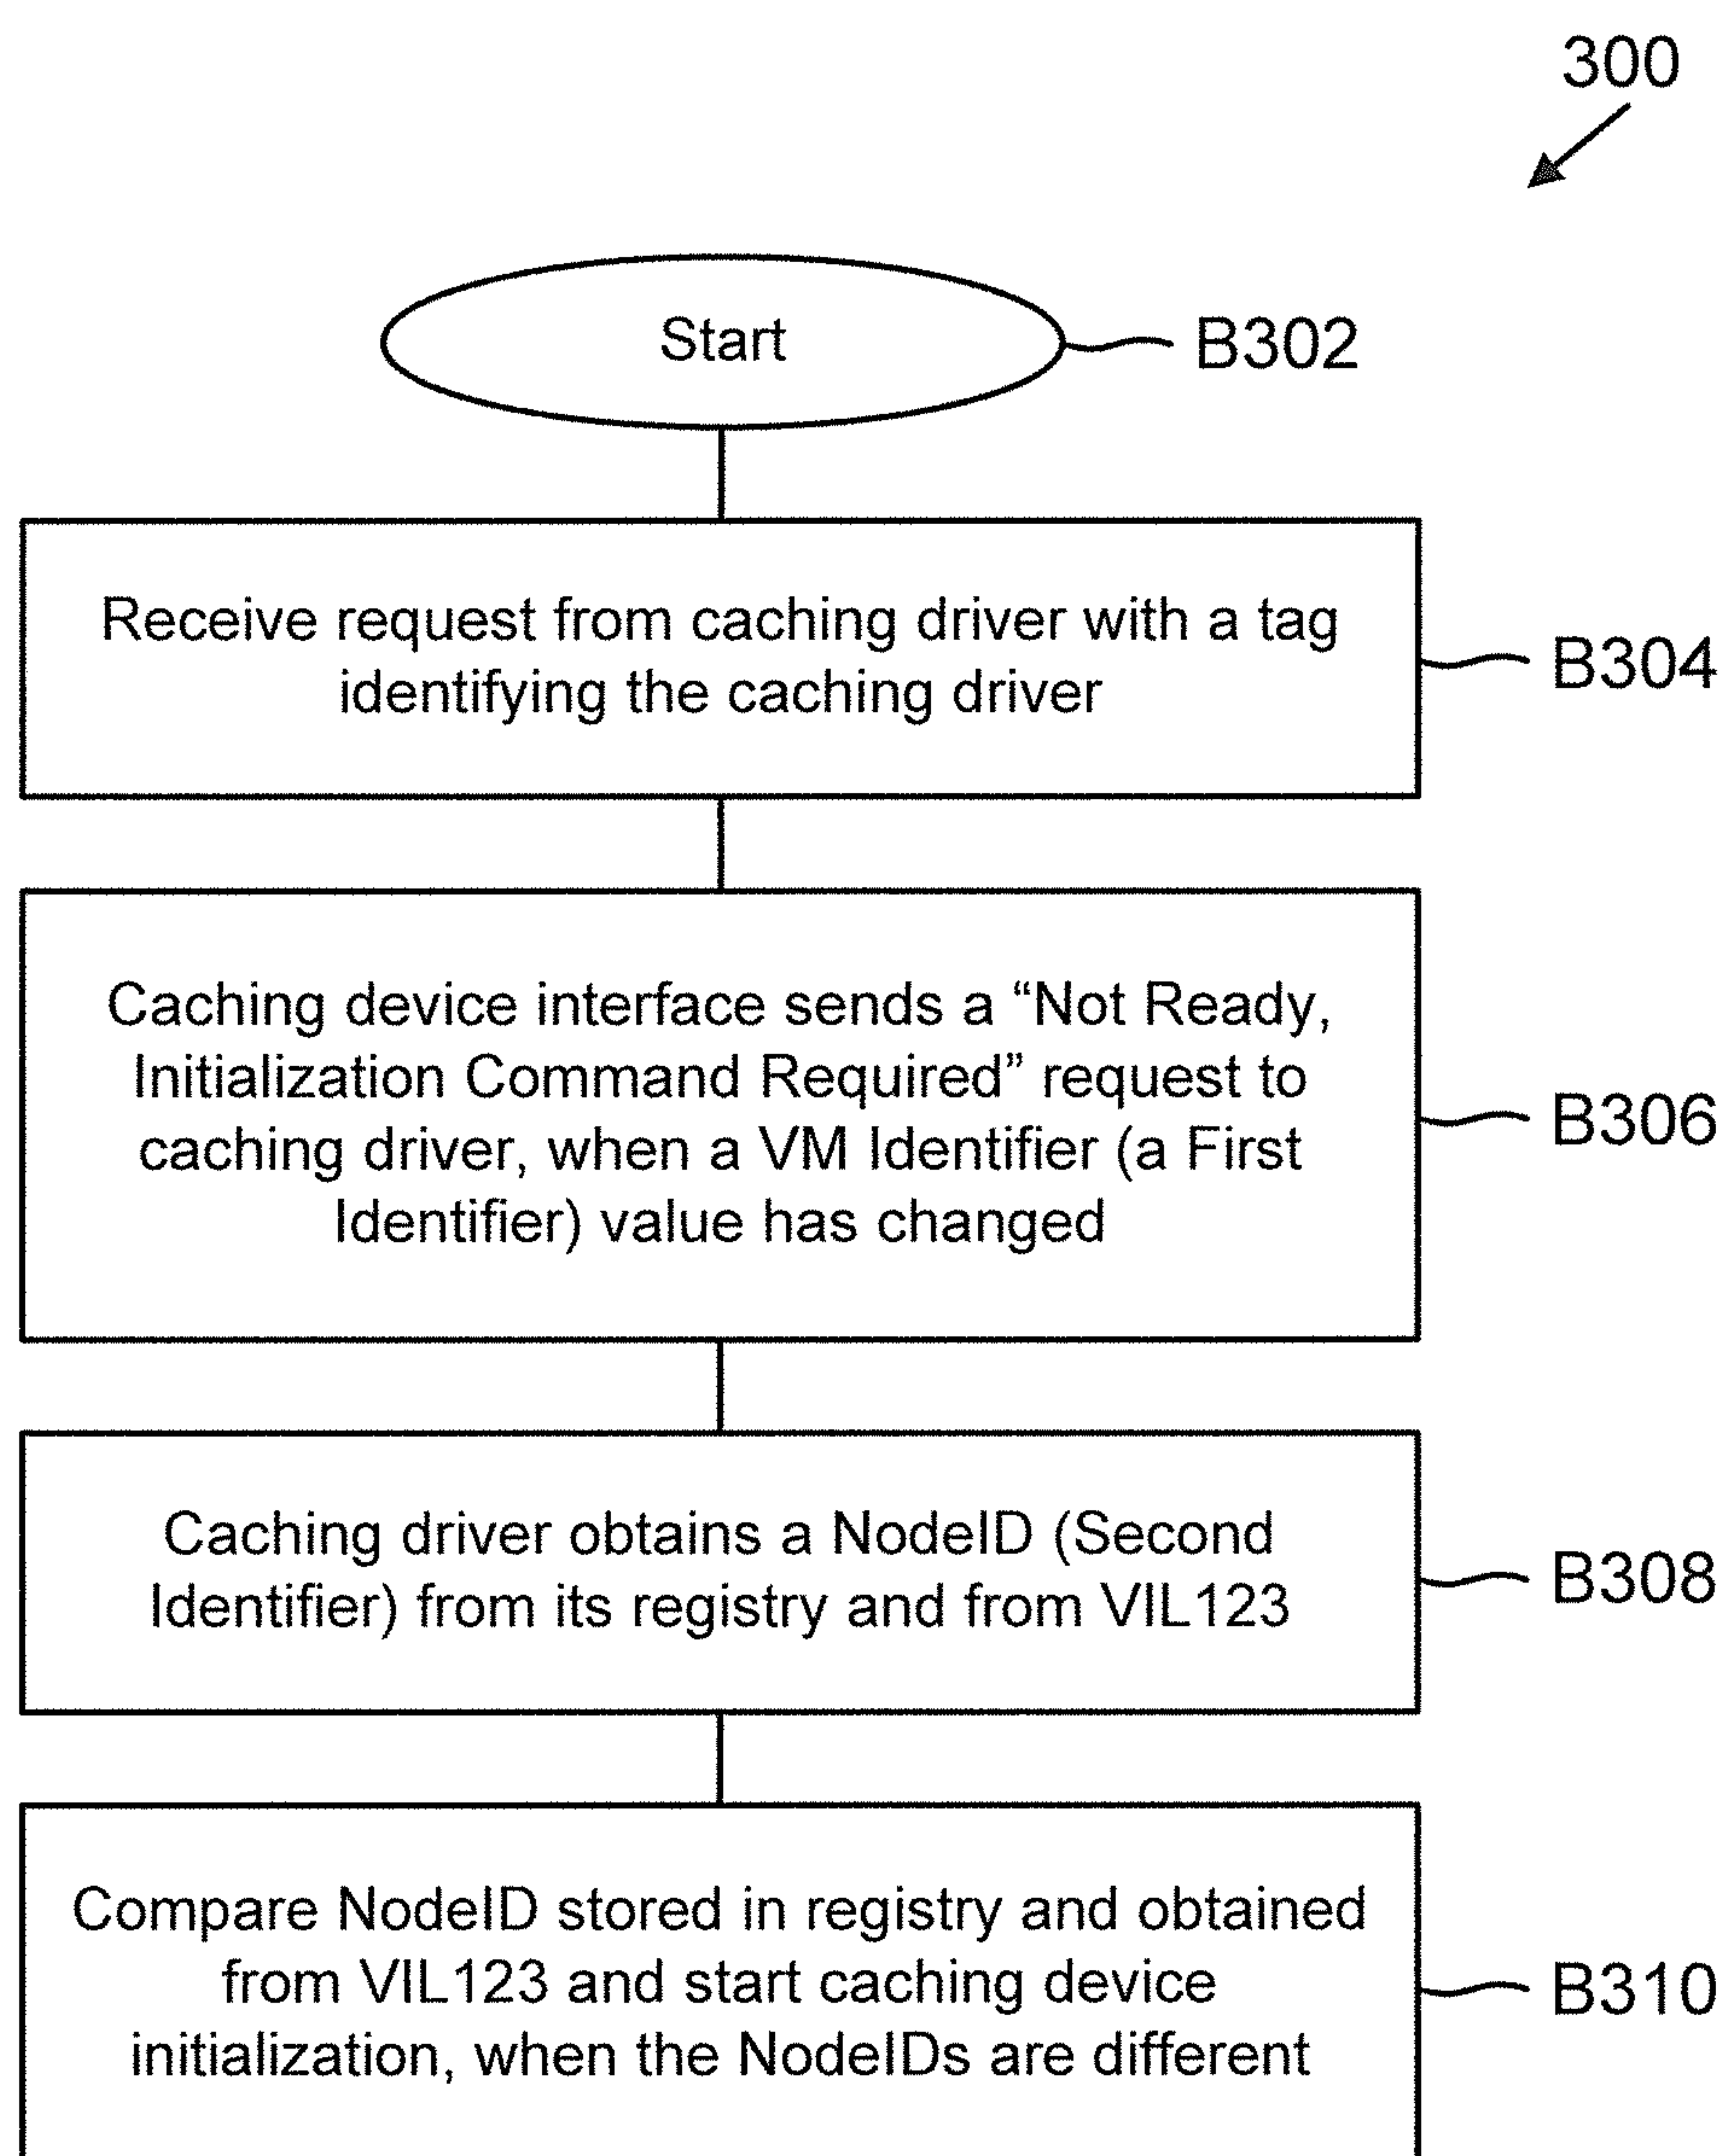 300
Start
B302
Receive request from caching driver with a tag
identifying the caching driver
B304
Caching device interface sends a “Not Ready,
Initialization Command Required” request to
caching driver, when a VM Identifier (a First
Identifier) value has changed
B306
Caching driver obtains a NodeID (Second
Identifier) from its registry and from VIL123
B308
Compare NodeID stored in registry and obtained
from VIL123 and start caching device
initialization, when the NodeIDs are different
B310